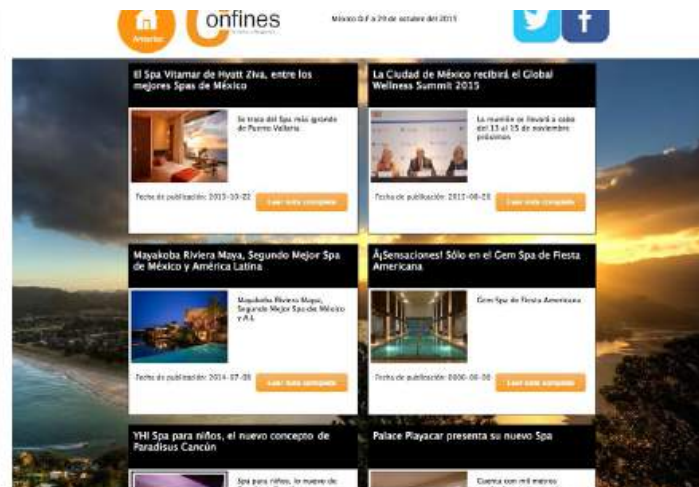 Anterior
onfines
México D.F a 29 de octubre del 2015
El Spa Vitamar de Hyatt Ziva, entre los
mejores Spas de México
Se trata del Spa más grande
de Puerto Vallarta
Fecha de publicación: 2015-10-22
Leer nota completa
La Ciudad de México recibirá el Global
Wellness Summit 2015
La reunión se llevará a cabo
del 13 al 15 de noviembre
próximos
Fecha de publicación: 2015-08-20
Leer nota completa
Mayakoba Riviera Maya, Segundo Mejor Spa
de México y América Latina
Mayakoba Riviera Maya,
Segundo Mejor Spa de México
y A.L
Fecha de publicación: 2014-07-08
Leer nota completa
Â¡Sensaciones! Sólo en el Gem Spa de Fiesta
Americana
Gem Spa de Fiesta Americana
Fecha de publicación: 0000-00-00
Leer nota completa
YHI Spa para niños, el nuevo concepto de
Paradisus Cancún
Spa para niños, lo nuevo de
Palace Playacar presenta su nuevo Spa
Cuenta con mil metros